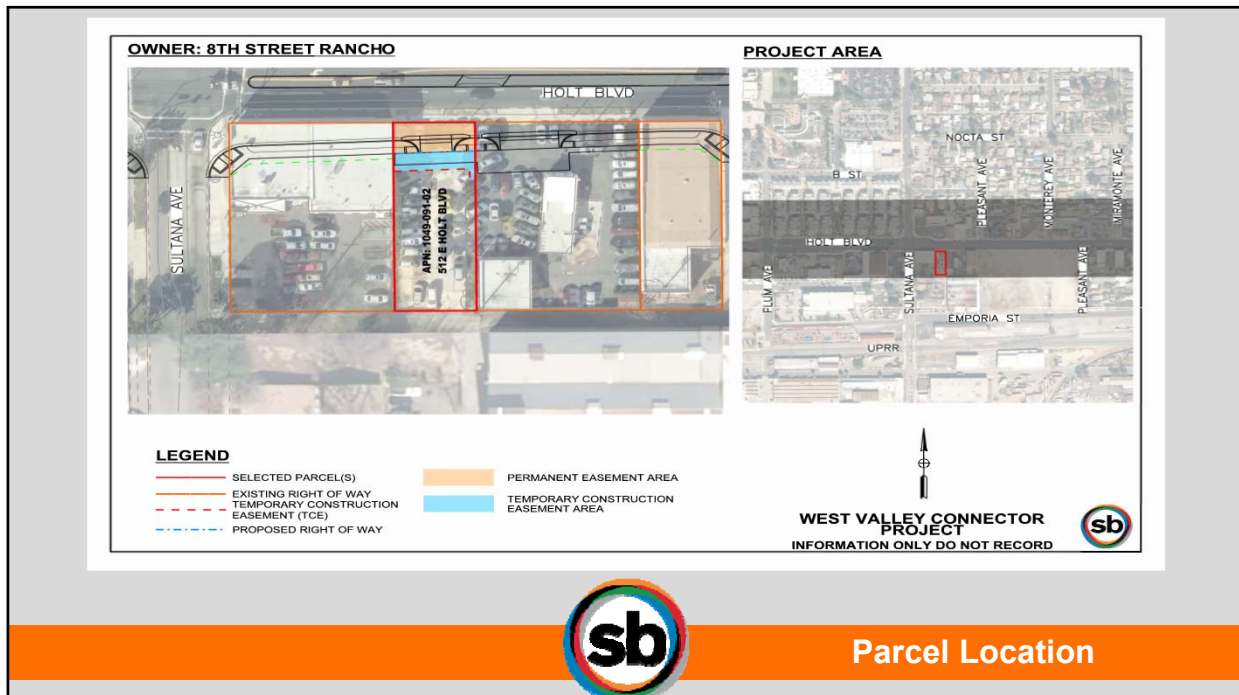 OWNER: 8TH STREET RANCHO
HOLT BLVD
SULTANA AVE
APN: 1049-091-02
512 E HOLT BLVD
PROJECT AREA
NOCTA ST
B ST
PLEASANT AVE
MONTEREY AVE
MIRAMONTE AVE
HOLT BLVD
PLUM AVE
SULTANA AVE
PLEASANT AVE
EMPORIA ST
UPRR
LEGEND
SELECTED PARCEL(S)
EXISTING RIGHT OF WAY
TEMPORARY CONSTRUCTION
EASEMENT (TCE)
PROPOSED RIGHT OF WAY
PERMANENT EASEMENT AREA
TEMPORARY CONSTRUCTION
EASEMENT AREA
WEST VALLEY CONNECTOR
PROJECT
INFORMATION ONLY DO NOT RECORD
sb
sb
Parcel Location